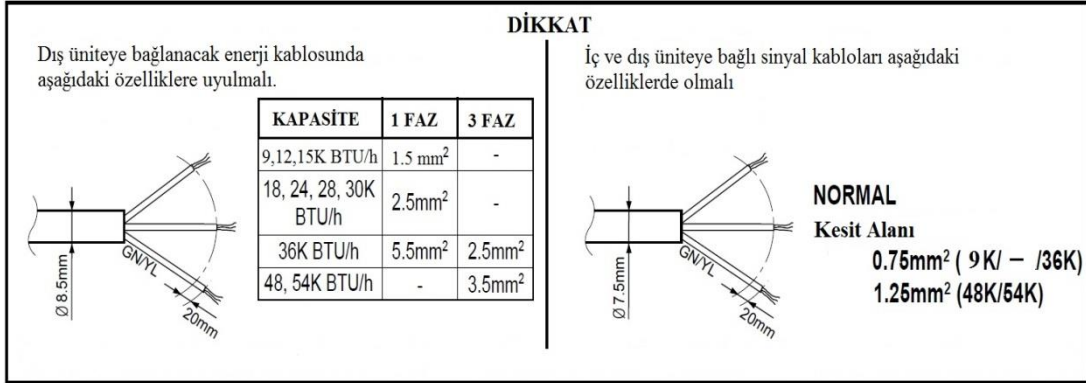 DİKKAT
Dış üniteye bağlanacak enerji kablosunda
aşağıdaki özelliklere uyulmalı.
KAPASİTE 1 FAZ 3 FAZ
9,12,15K BTU/h 1.5 mm² -
18, 24, 28, 30K
BTU/h 2.5mm² -
36K BTU/h 5.5mm² 2.5mm²
48, 54K BTU/h - 3.5mm²
GN/YL
Ø 8.5mm
20mm
İç ve dış üniteye bağlı sinyal kabloları aşağıdaki
özelliklerde olmalı
GN/YL
Ø 7.5mm
20mm
NORMAL
Kesit Alanı
0.75mm² ( 9K/ — /36K)
1.25mm² (48K/54K)